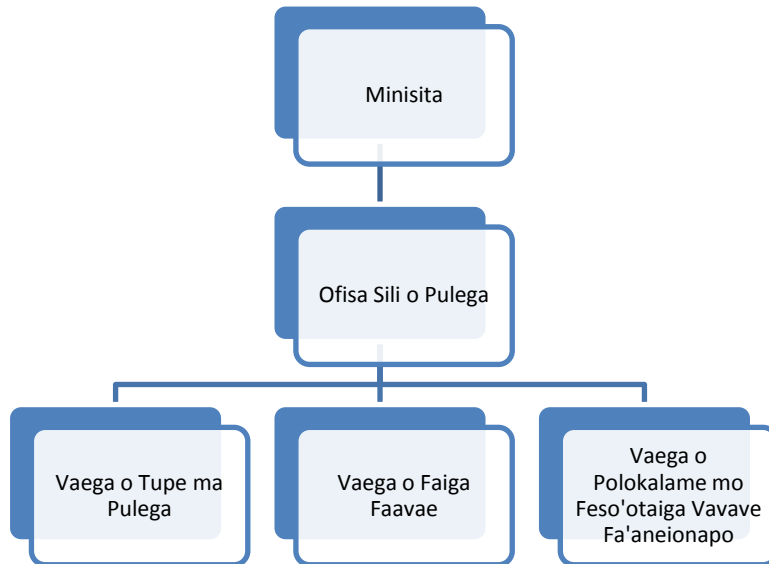 Minisita
Ofisa Sili o Pulega
Vaega o Tupe ma
Pulega
Vaega o Faiga
Faavae
Vaega o
Polokalame mo
Feso'otaiga Vavave
Fa'aneionapo